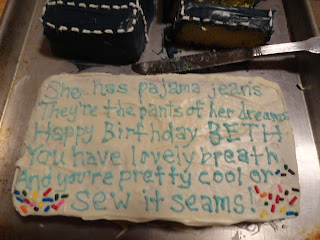 She has pajama jeans
They're the pants of her dreams
Happy Birthday BETH
You have lovely breath
And you're pretty cool or
sew it seams!